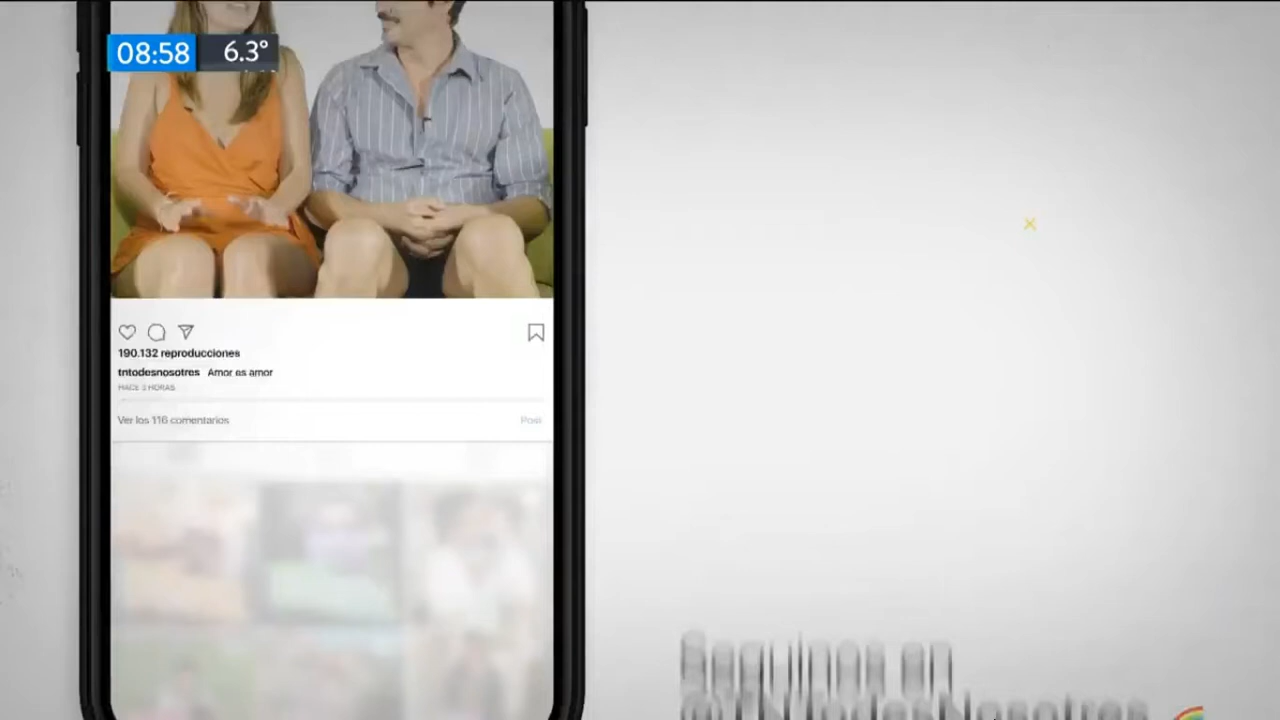 08:58 6.3°
190.132 reproducciones
tntodesnosotres Amor es amor
HACE 2 HORAS
Ver los 116 comentarios Post